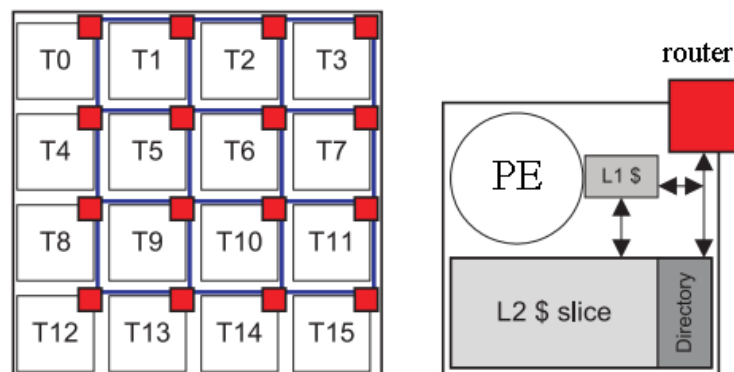 T0 T1 T2 T3
T4 T5 T6 T7
T8 T9 T10 T11
T12 T13 T14 T15
router
PE
L1 $
L2 $ slice
Directory